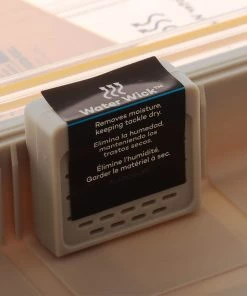 Water Wick™
Removes moisture,
keeping tackle dry.
Elimina la humedad,
manteniendo los
trastos secos.
Élimine l'humidité.
Garder le matériel à sec.